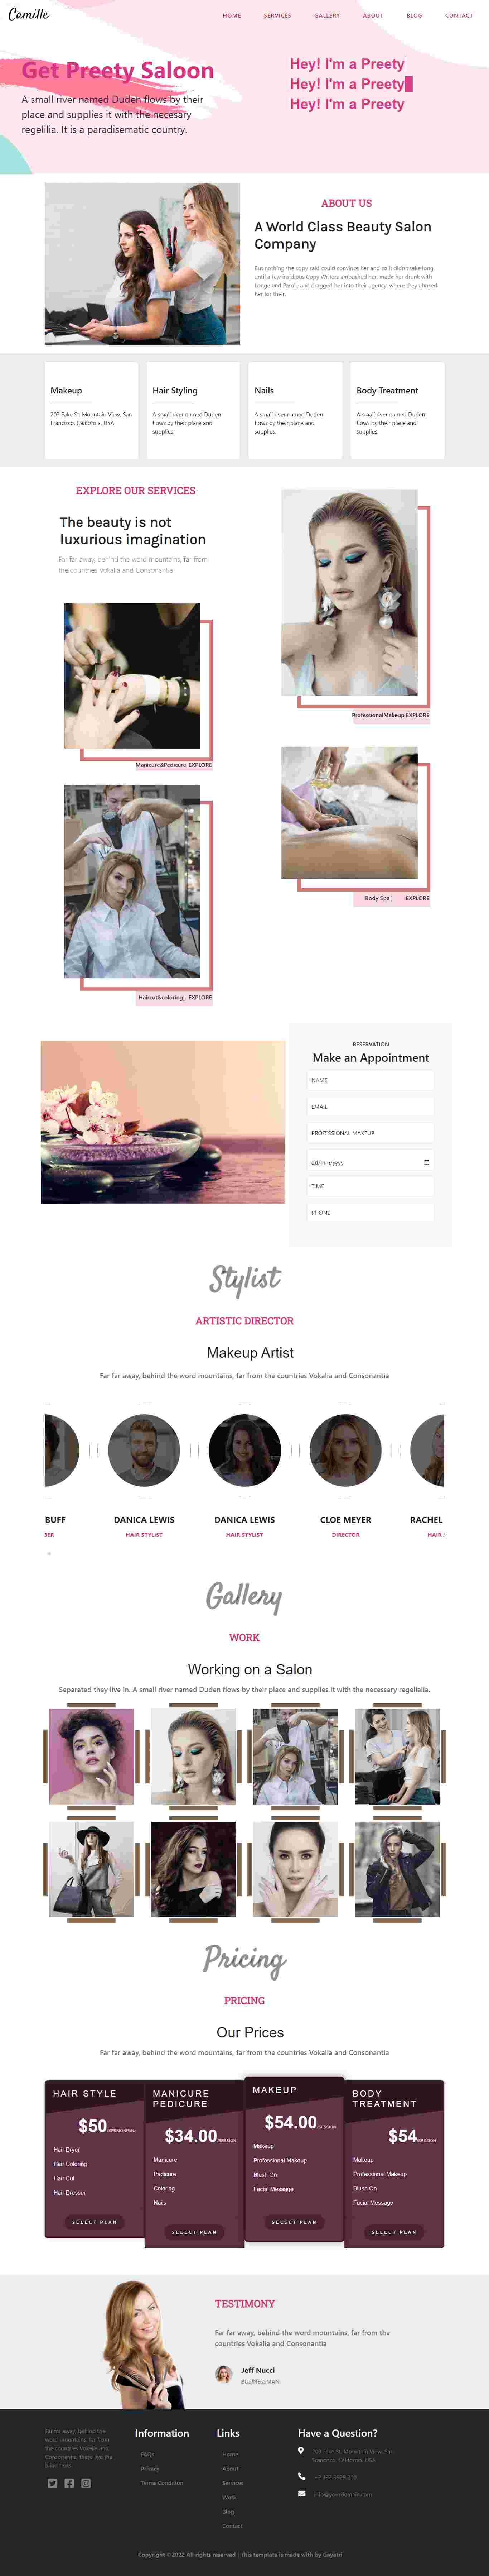 Camille
HOME SERVICES GALLERY ABOUT BLOG CONTACT
Get Preety Saloon
A small river named Duden flows by their
place and supplies it with the necesary
regelilia. It is a paradisematic country.
Hey! I'm a Preety
Hey! I'm a Preety
Hey! I'm a Preety
ABOUT US
A World Class Beauty Salon
Company
But nothing the copy said could convince her and so it didn't take long
until a few insidious Copy Writers ambushed her, made her drunk with
Longe and Parole and dragged her into their agency, where they abused
her for their.
Makeup
203 Fake St. Mountain View, San
Francisco, California, USA
Hair Styling
A small river named Duden
flows by their place and
supplies.
Nails
A small river named Duden
flows by their place and
supplies.
Body Treatment
A small river named Duden
flows by their place and
supplies
EXPLORE OUR SERVICES
The beauty is not
luxurious imagination
Far far away, behind the word mountains, far from
the countries Vokalia and Consonantia
ProfessionalMakeup EXPLORE
Manicure&Pedicure| EXPLORE
Body Spa | EXPLORE
Haircut&coloring| EXPLORE
RESERVATION
Make an Appointment
NAME
EMAIL
PROFESSIONAL MAKEUP
dd/mm/yyyy
TIME
PHONE
Stylist
ARTISTIC DIRECTOR
Makeup Artist
Far far away, behind the word mountains, far from the countries Vokalia and Consonantia
BUFF
DANICA LEWIS
HAIR STYLIST
DANICA LEWIS
HAIR STYLIST
CLOE MEYER
DIRECTOR
RACHEL
HAIR
Gallery
WORK
Working on a Salon
Separated they live in. A small river named Duden flows by their place and supplies it with the necessary regelialia.
Pricing
PRICING
Our Prices
Far far away, behind the word mountains, far from the countries Vokalia and Consonantia
HAIR STYLE
$50
Hair Dryer
Hair Coloring
Hair Cut
Hair Dresser
SELECT PLAN
MANICURE
PEDICURE
$34.00 /SESSION
Manicure
Padicure
Coloring
Nails
SELECT PLAN
MAKEUP
$54.00 /SESSION
Makeup
Professional Makeup
Blush On
Facial Message
SELECT PLAN
BODY
TREATMENT
$54 /SESSION
Makeup
Professional Makeup
Blush On
Facial Message
SELECT PLAN
TESTIMONY
Far far away, behind the word mountains, far from the
countries Vokalia and Consonantia
Jeff Nucci
BUSINESSMAN
Far far away, behind the
word mountains, far from
the countries Vokalia and
Consonantia, there live the
blind texts.
Information
FAQs
Privacy
Terms Condition
Links
Home
About
Services
Work
Blog
Contact
Have a Question?
203 Fake St. Mountain View, San
Francisco, California, USA
+2 392 3929 210
info@yourdomain.com
Copyright ©2022 All rights reserved | This template is made with by Gayatri